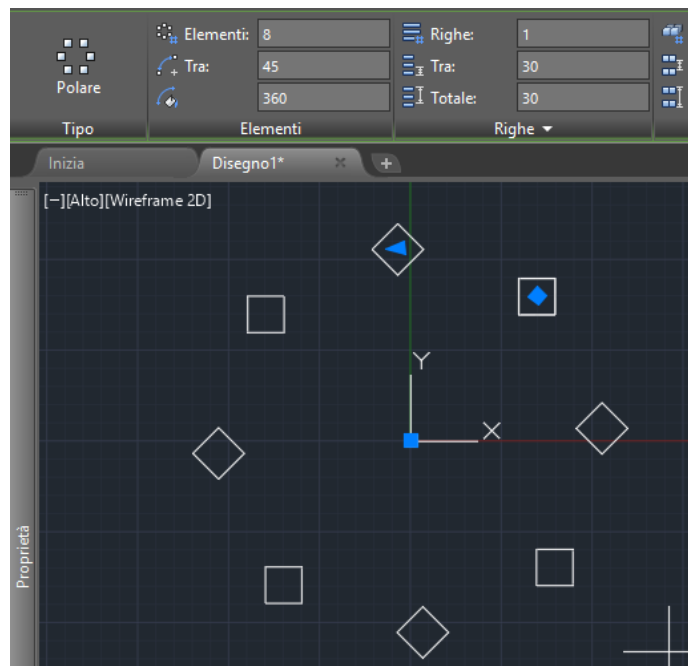 Elementi: 8
Righe: 1
Tra: 45
Tra: 30
Polare
360
Totale: 30
Tipo
Elementi
Righe
Inizia
Disegno1*
[−][Alto][Wireframe 2D]
Y
X
Proprietà